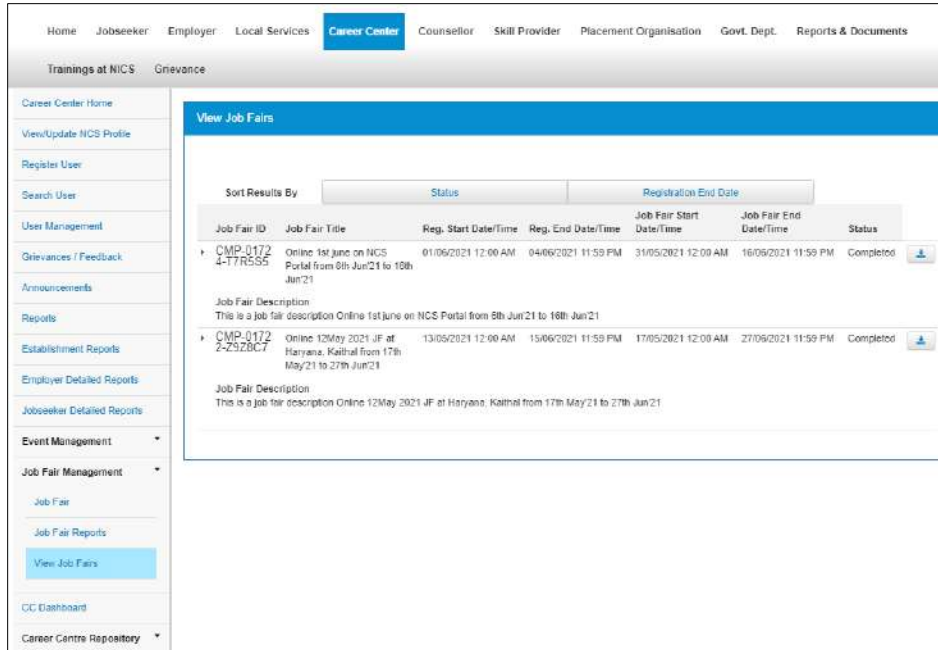 Home Jobseeker Employer Local Services Career Center Counsellor Skill Provider Placement Organisation Govt. Dept. Reports & Documents
Trainings at NICS Grievance
Career Center Home
View/Update NCS Profile
Register User
Search User
User Management
Grievances / Feedback
Announcements
Reports
Establishment Reports
Employer Detailed Reports
Jobseeker Detailed Reports
Event Management
Job Fair Management
Job Fair
Job Fair Reports
View Job Fairs
CC Dashboard
Career Centre Repository
View Job Fairs
Sort Results By Status Registration End Date
Job Fair ID Job Fair Title Reg. Start Date/Time Reg. End Date/Time Job Fair Start Date/Time Job Fair End Date/Time Status
CMP-0172 Online 1st june on NCS 01/06/2021 12:00 AM 04/06/2021 11:59 PM 31/05/2021 12:00 AM 16/06/2021 11:59 PM Completed
4-T7R5S5 Portal from 6th Jun'21 to 16th
Jun'21
Job Fair Description
This is a job fair description Online 1st june on NCS Portal from 6th Jun'21 to 16th Jun'21
CMP-0172 Online 12May 2021 JF at 13/05/2021 12:00 AM 15/06/2021 11:59 PM 17/05/2021 12:00 AM 27/06/2021 11:59 PM Completed
2-Z9Z8C7 Haryana, Kaithal from 17th
May'21 to 27th Jun'21
Job Fair Description
This is a job fair description Online 12May 2021 JF at Haryana, Kaithal from 17th May'21 to 27th Jun'21